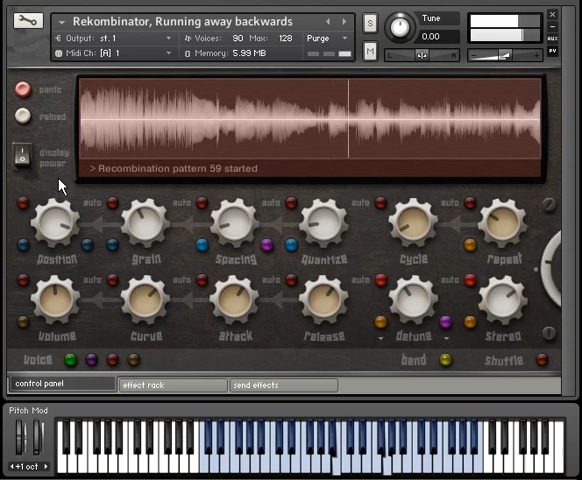 Rekombinator, Running away backwards
S
Tune
Output: st. 1
Voices: 90 Max: 128
Purge
0.00
Midi Ch: [A] 1
Memory: 5.99 MB
M
L
R
aux
PV
panic
reload
display power
> Recombination pattern 59 started
auto auto auto auto auto
position grain spacing quantize cycle repeat
auto auto auto auto auto
volume curve attack release detune stereo
voice
bend
shuffle
control panel
effect rack
send effects
Pitch Mod
+1 oct